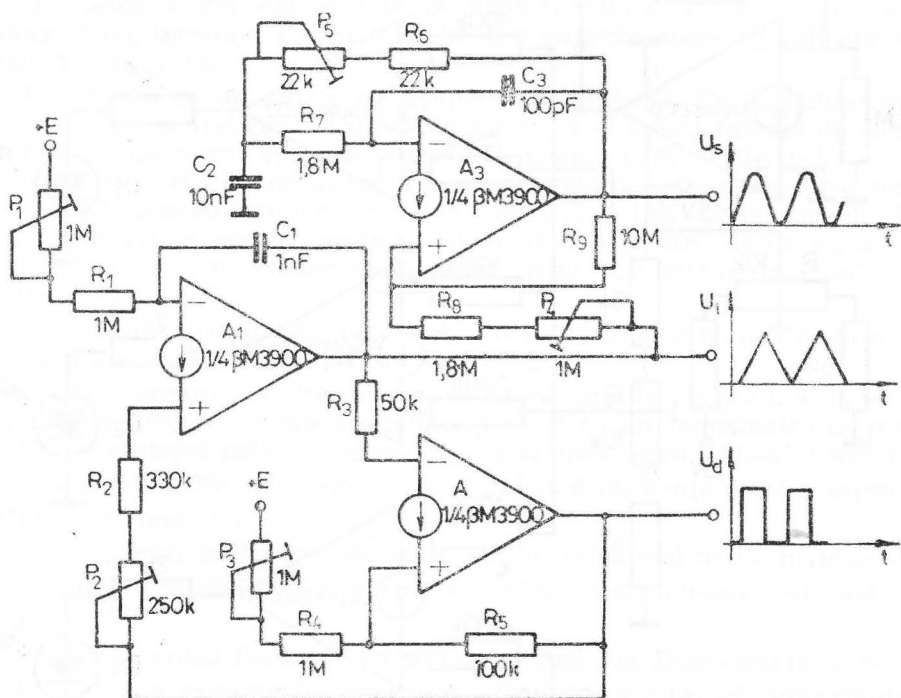 P5
22k
R6
22k
C3
100pF
R7
1,8M
C2
10nF
+E
P1
1M
R1
1M
C1
1nF
−
A3
1/4 βM3900
+
R9
10M
Us
t
R8
1,8M
P4
1M
Ui
t
−
A1
1/4 βM3900
+
R3
50k
R2
330k
P2
250k
+E
P3
1M
R4
1M
−
A
1/4 βM3900
+
R5
100k
Ud
t